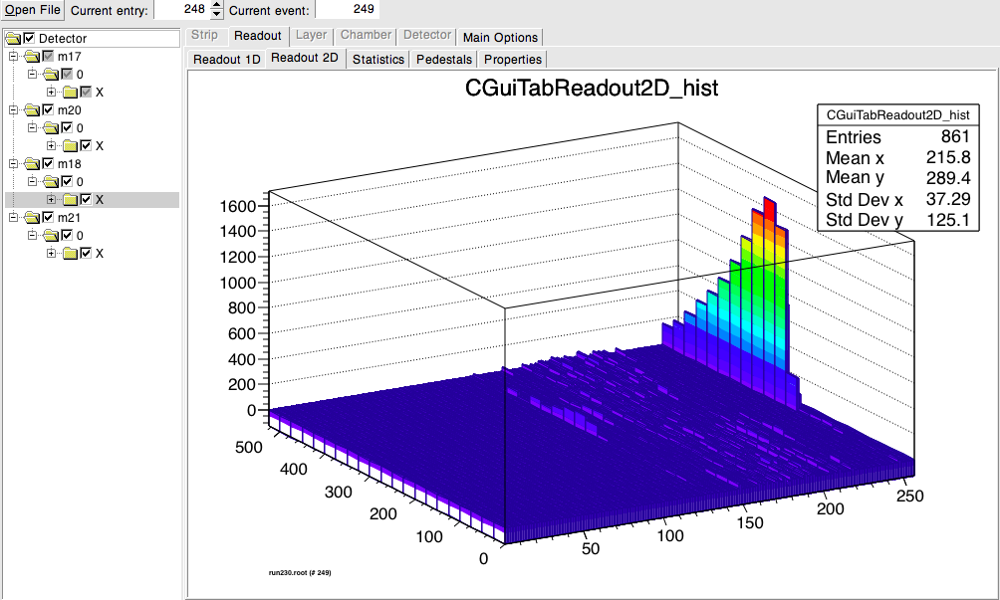 Open File Current entry: 248 Current event: 249
Detector
m17
0
X
m20
0
X
m18
0
X
m21
0
X
Strip Readout Layer Chamber Detector Main Options
Readout 1D Readout 2D Statistics Pedestals Properties
CGuiTabReadout2D_hist
CGuiTabReadout2D_hist
Entries 861
Mean x 215.8
Mean y 289.4
Std Dev x 37.29
Std Dev y 125.1
1600
1400
1200
1000
800
600
400
200
0
500
400
300
200
100
0
50
100
150
200
250
run230.root (# 249)